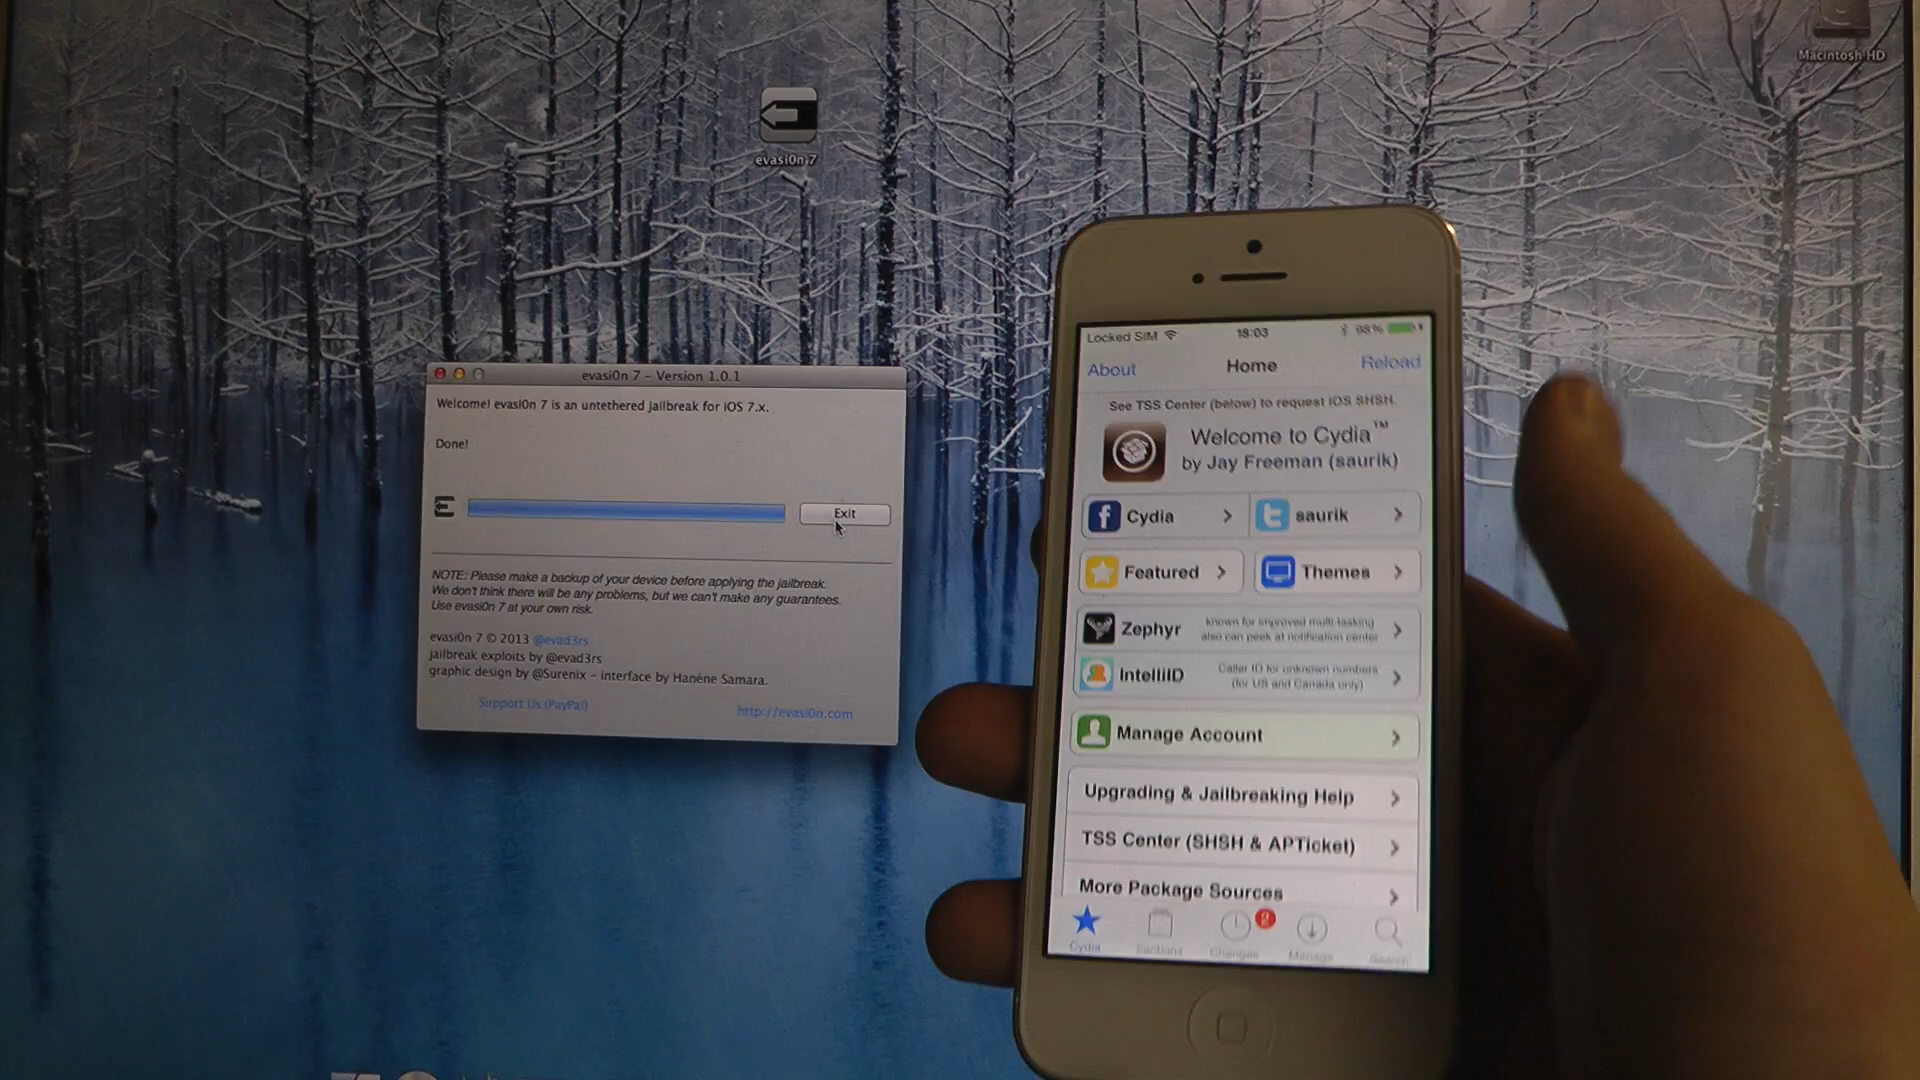 Macintosh HD
evasi0n 7
evasi0n 7 – Version 1.0.1
Welcome! evasi0n 7 is an untethered jailbreak for iOS 7.x.
Done!
Exit
NOTE: Please make a backup of your device before applying the jailbreak.
We don't think there will be any problems, but we can't make any guarantees.
Use evasi0n 7 at your own risk.
evasi0n 7 © 2013 @evad3rs
jailbreak exploits by @evad3rs
graphic design by @Surenix – interface by Hanéne Samara.
Support Us (PayPal)
http://evasi0n.com
Locked SIM 18:03 98%
About Home Reload
See TSS Center (below) to request iOS SHSH.
Welcome to Cydia™
by Jay Freeman (saurik)
Cydia saurik
Featured Themes
Zephyr
known for improved multi-tasking
also can peek at notification center
IntelliID
Caller ID for unknown numbers
(for US and Canada only)
Manage Account
Upgrading & Jailbreaking Help
TSS Center (SHSH & APTicket)
More Package Sources
2
Cydia Sections Changes Manage Search